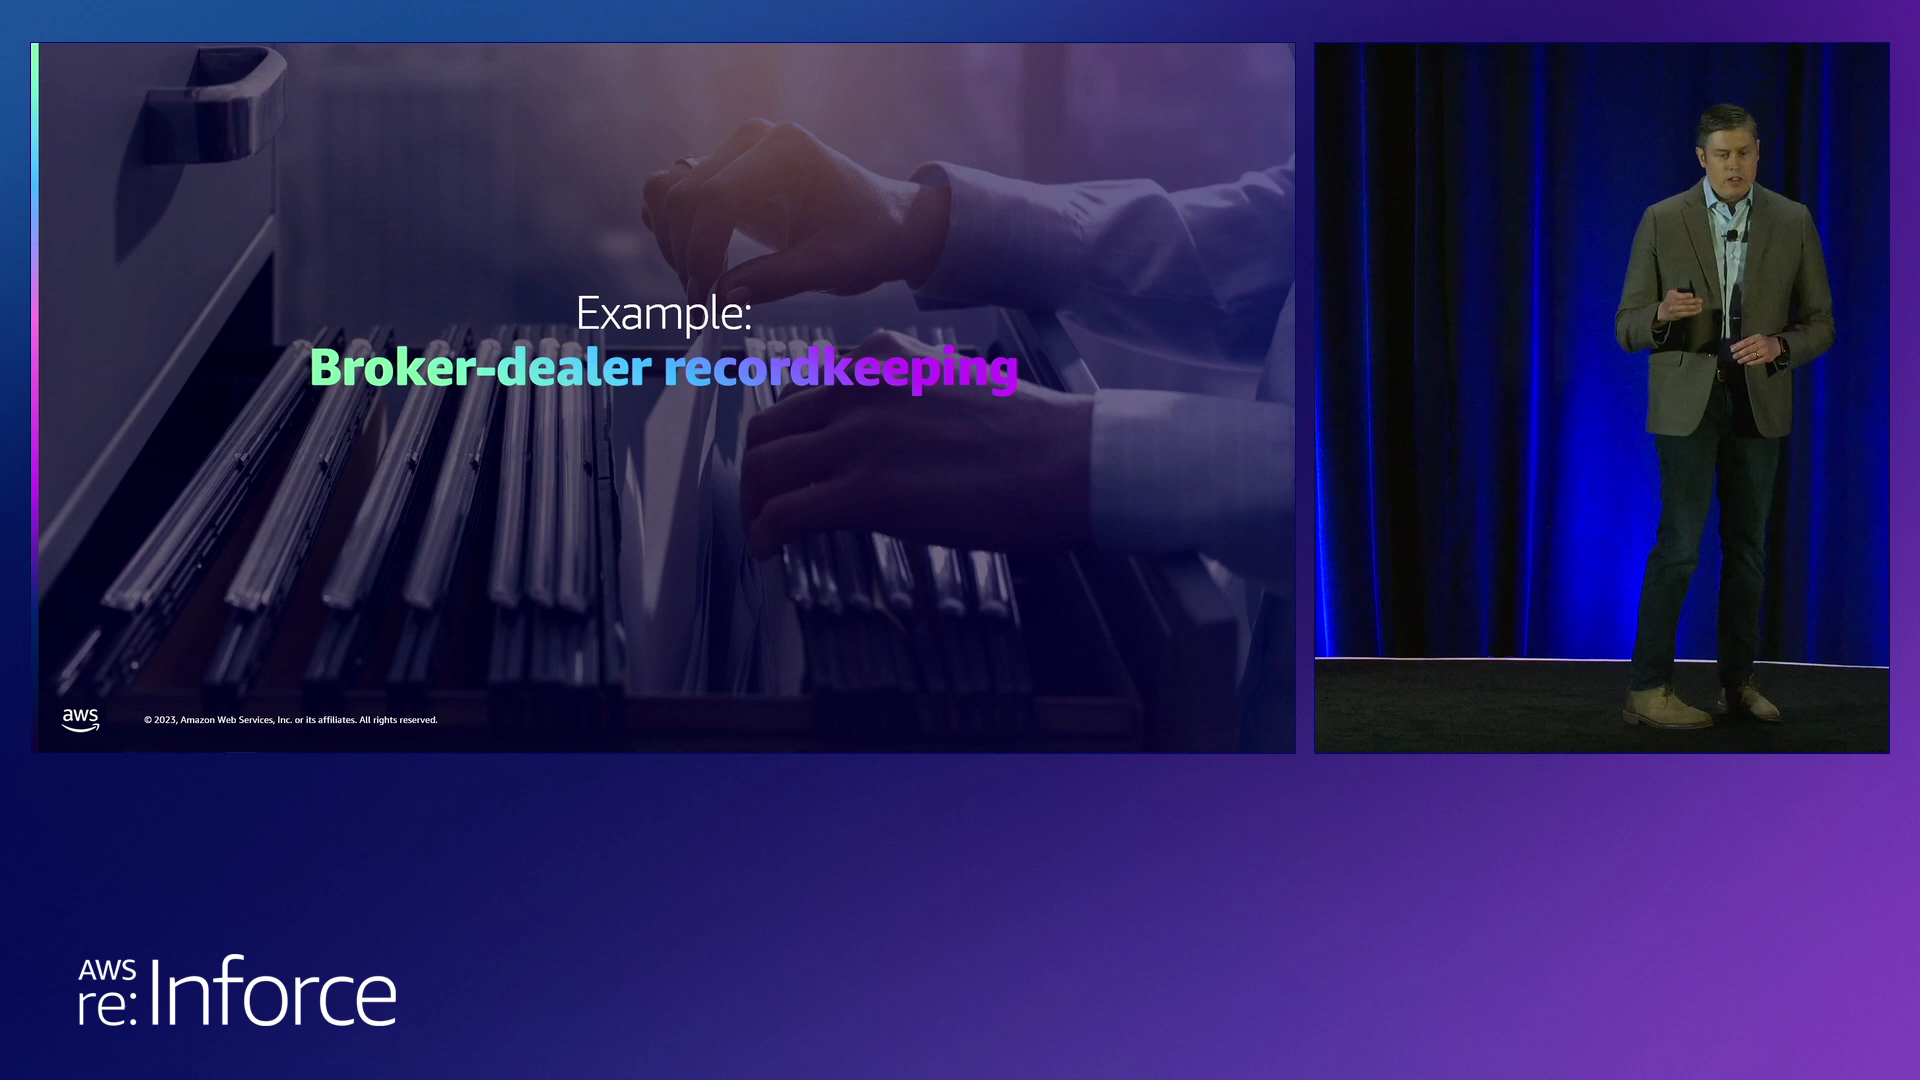 Example:
Broker-dealer recordkeeping
aws
© 2023, Amazon Web Services, Inc. or its affiliates. All rights reserved.
AWS
re:Inforce